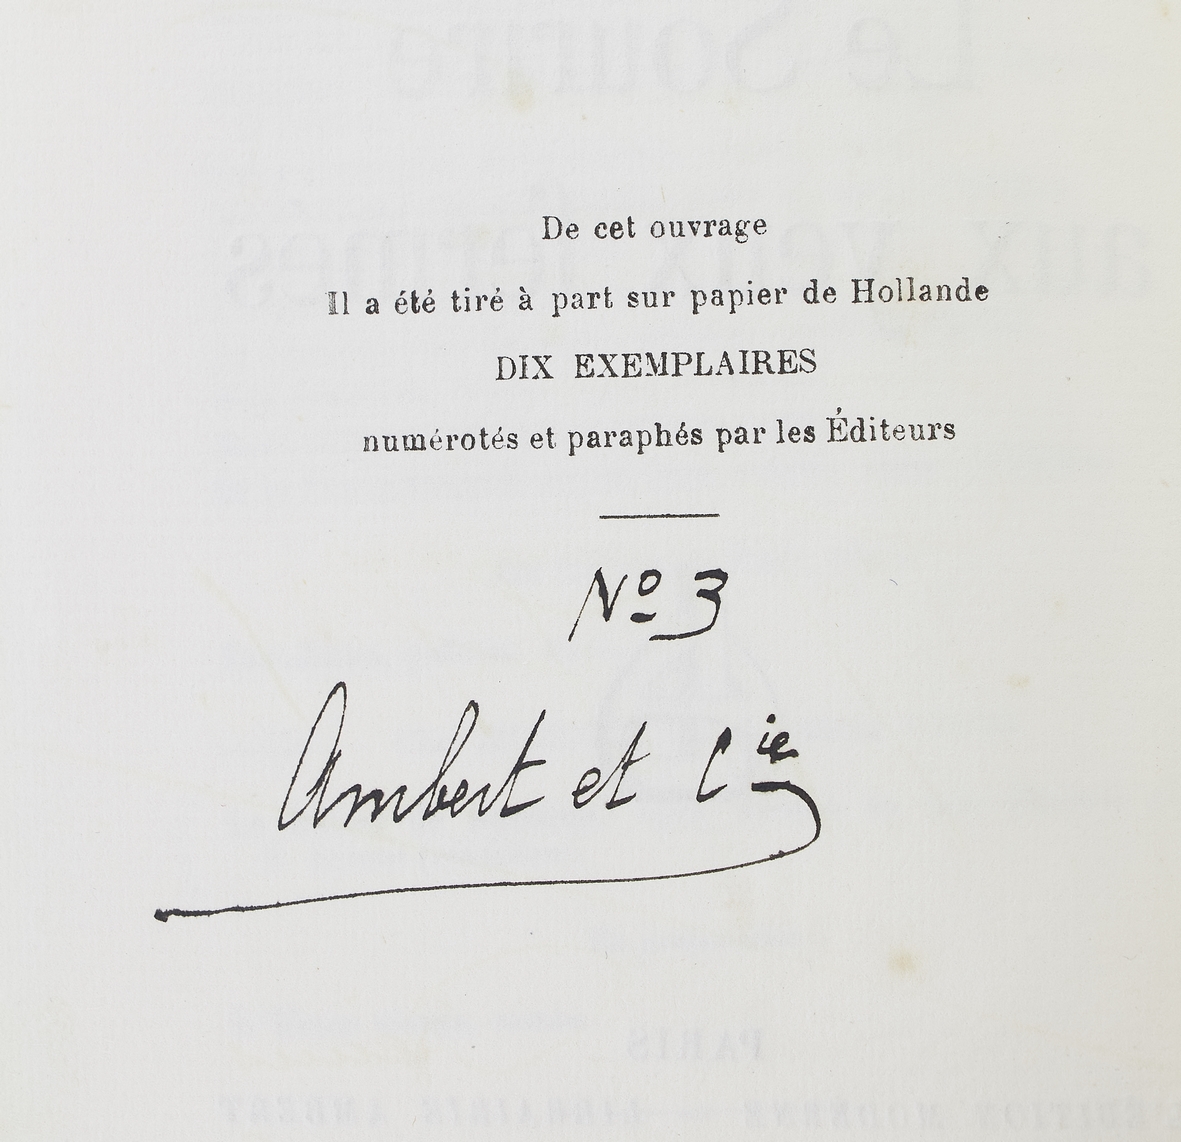 De cet ouvrage
Il a été tiré à part sur papier de Hollande
DIX EXEMPLAIRES
numérotés et paraphés par les Éditeurs
Nº 3
Ambert et Cie